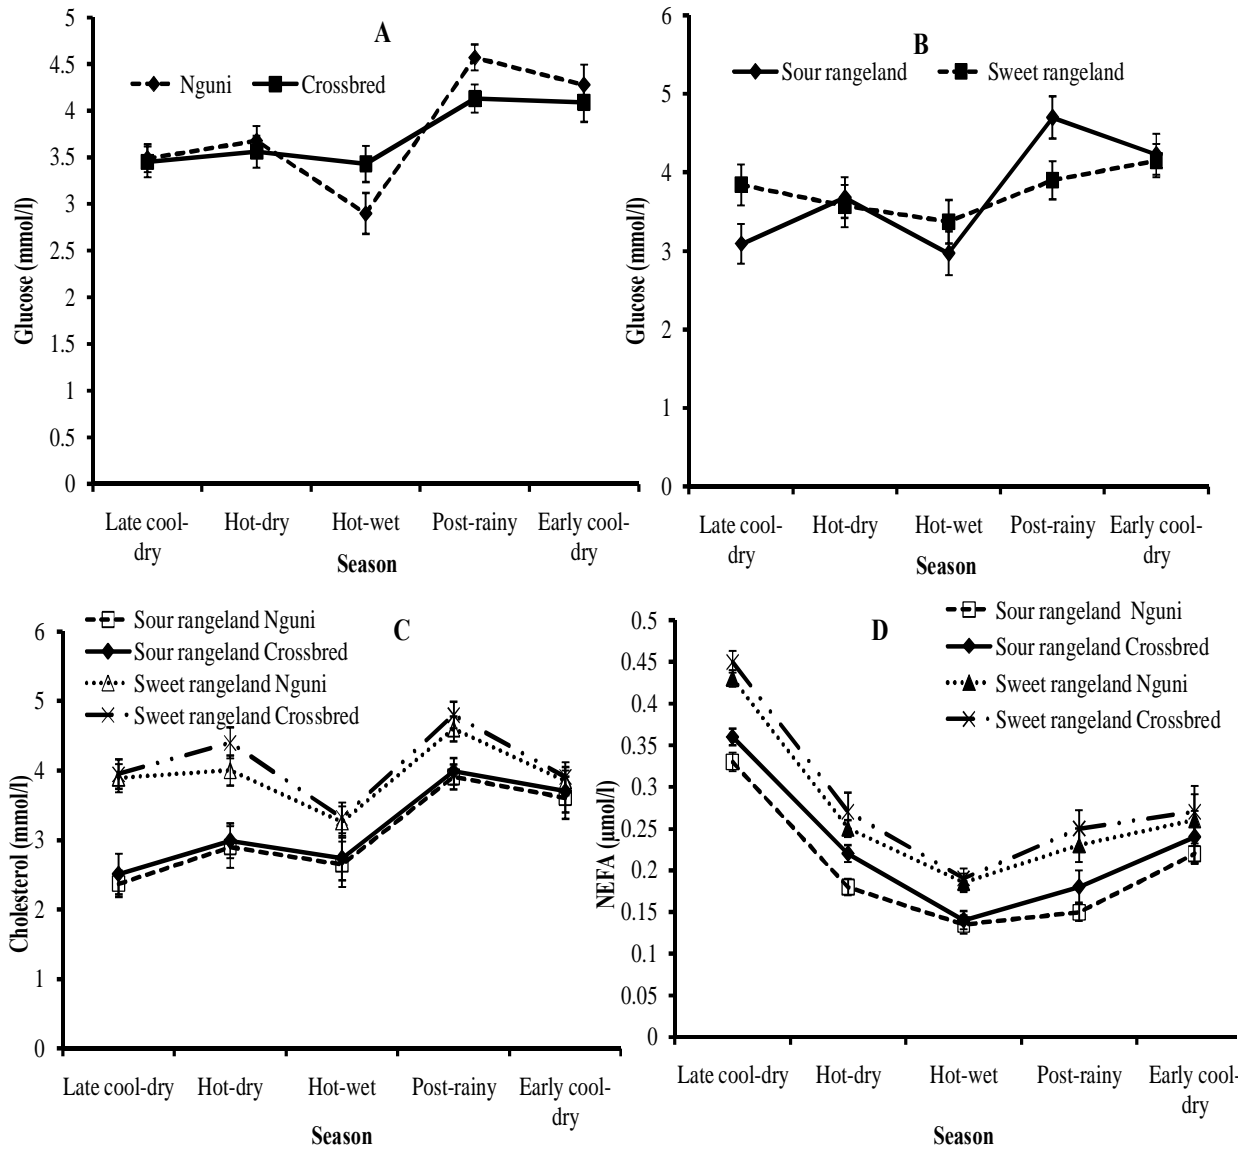 A
Nguni
Crossbred
5
4.5
4
3.5
3
2.5
2
1.5
1
0.5
0
Glucose (mmol/l)
Late cool-
dry
Hot-dry
Hot-wet
Post-rainy
Early cool-
dry
Season
B
Sour rangeland
Sweet rangeland
6
5
4
3
2
1
0
Glucose (mmol/l)
Late cool-
dry
Hot-dry
Hot-wet
Post-rainy
Early cool-
dry
Season
C
Sour rangeland Nguni
Sour rangeland Crossbred
Sweet rangeland Nguni
Sweet rangeland Crossbred
6
5
4
3
2
1
0
Cholesterol (mmol/l)
Late cool-dry
Hot-dry
Hot-wet
Post-rainy
Early cool-
dry
Season
D
Sour rangeland Nguni
Sour rangeland Crossbred
Sweet rangeland Nguni
Sweet rangeland Crossbred
0.5
0.45
0.4
0.35
0.3
0.25
0.2
0.15
0.1
0.05
0
NEFA (µmol/l)
Late cool-dry
Hot-dry
Hot-wet
Post-rainy
Early cool-
dry
Season